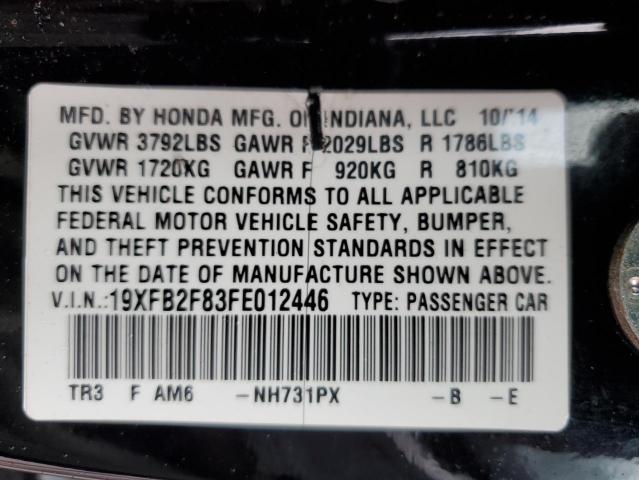 MFD. BY HONDA MFG. OF INDIANA, LLC 10/14
GVWR 3792LBS GAWR F 2029LBS R 1786LBS
GVWR 1720KG GAWR F 920KG R 810KG
THIS VEHICLE CONFORMS TO ALL APPLICABLE
FEDERAL MOTOR VEHICLE SAFETY, BUMPER,
AND THEFT PREVENTION STANDARDS IN EFFECT
ON THE DATE OF MANUFACTURE SHOWN ABOVE.
V.I.N.:19XFB2F83FE012446 TYPE: PASSENGER CAR
TR3 F AM6 -NH731PX -B -E